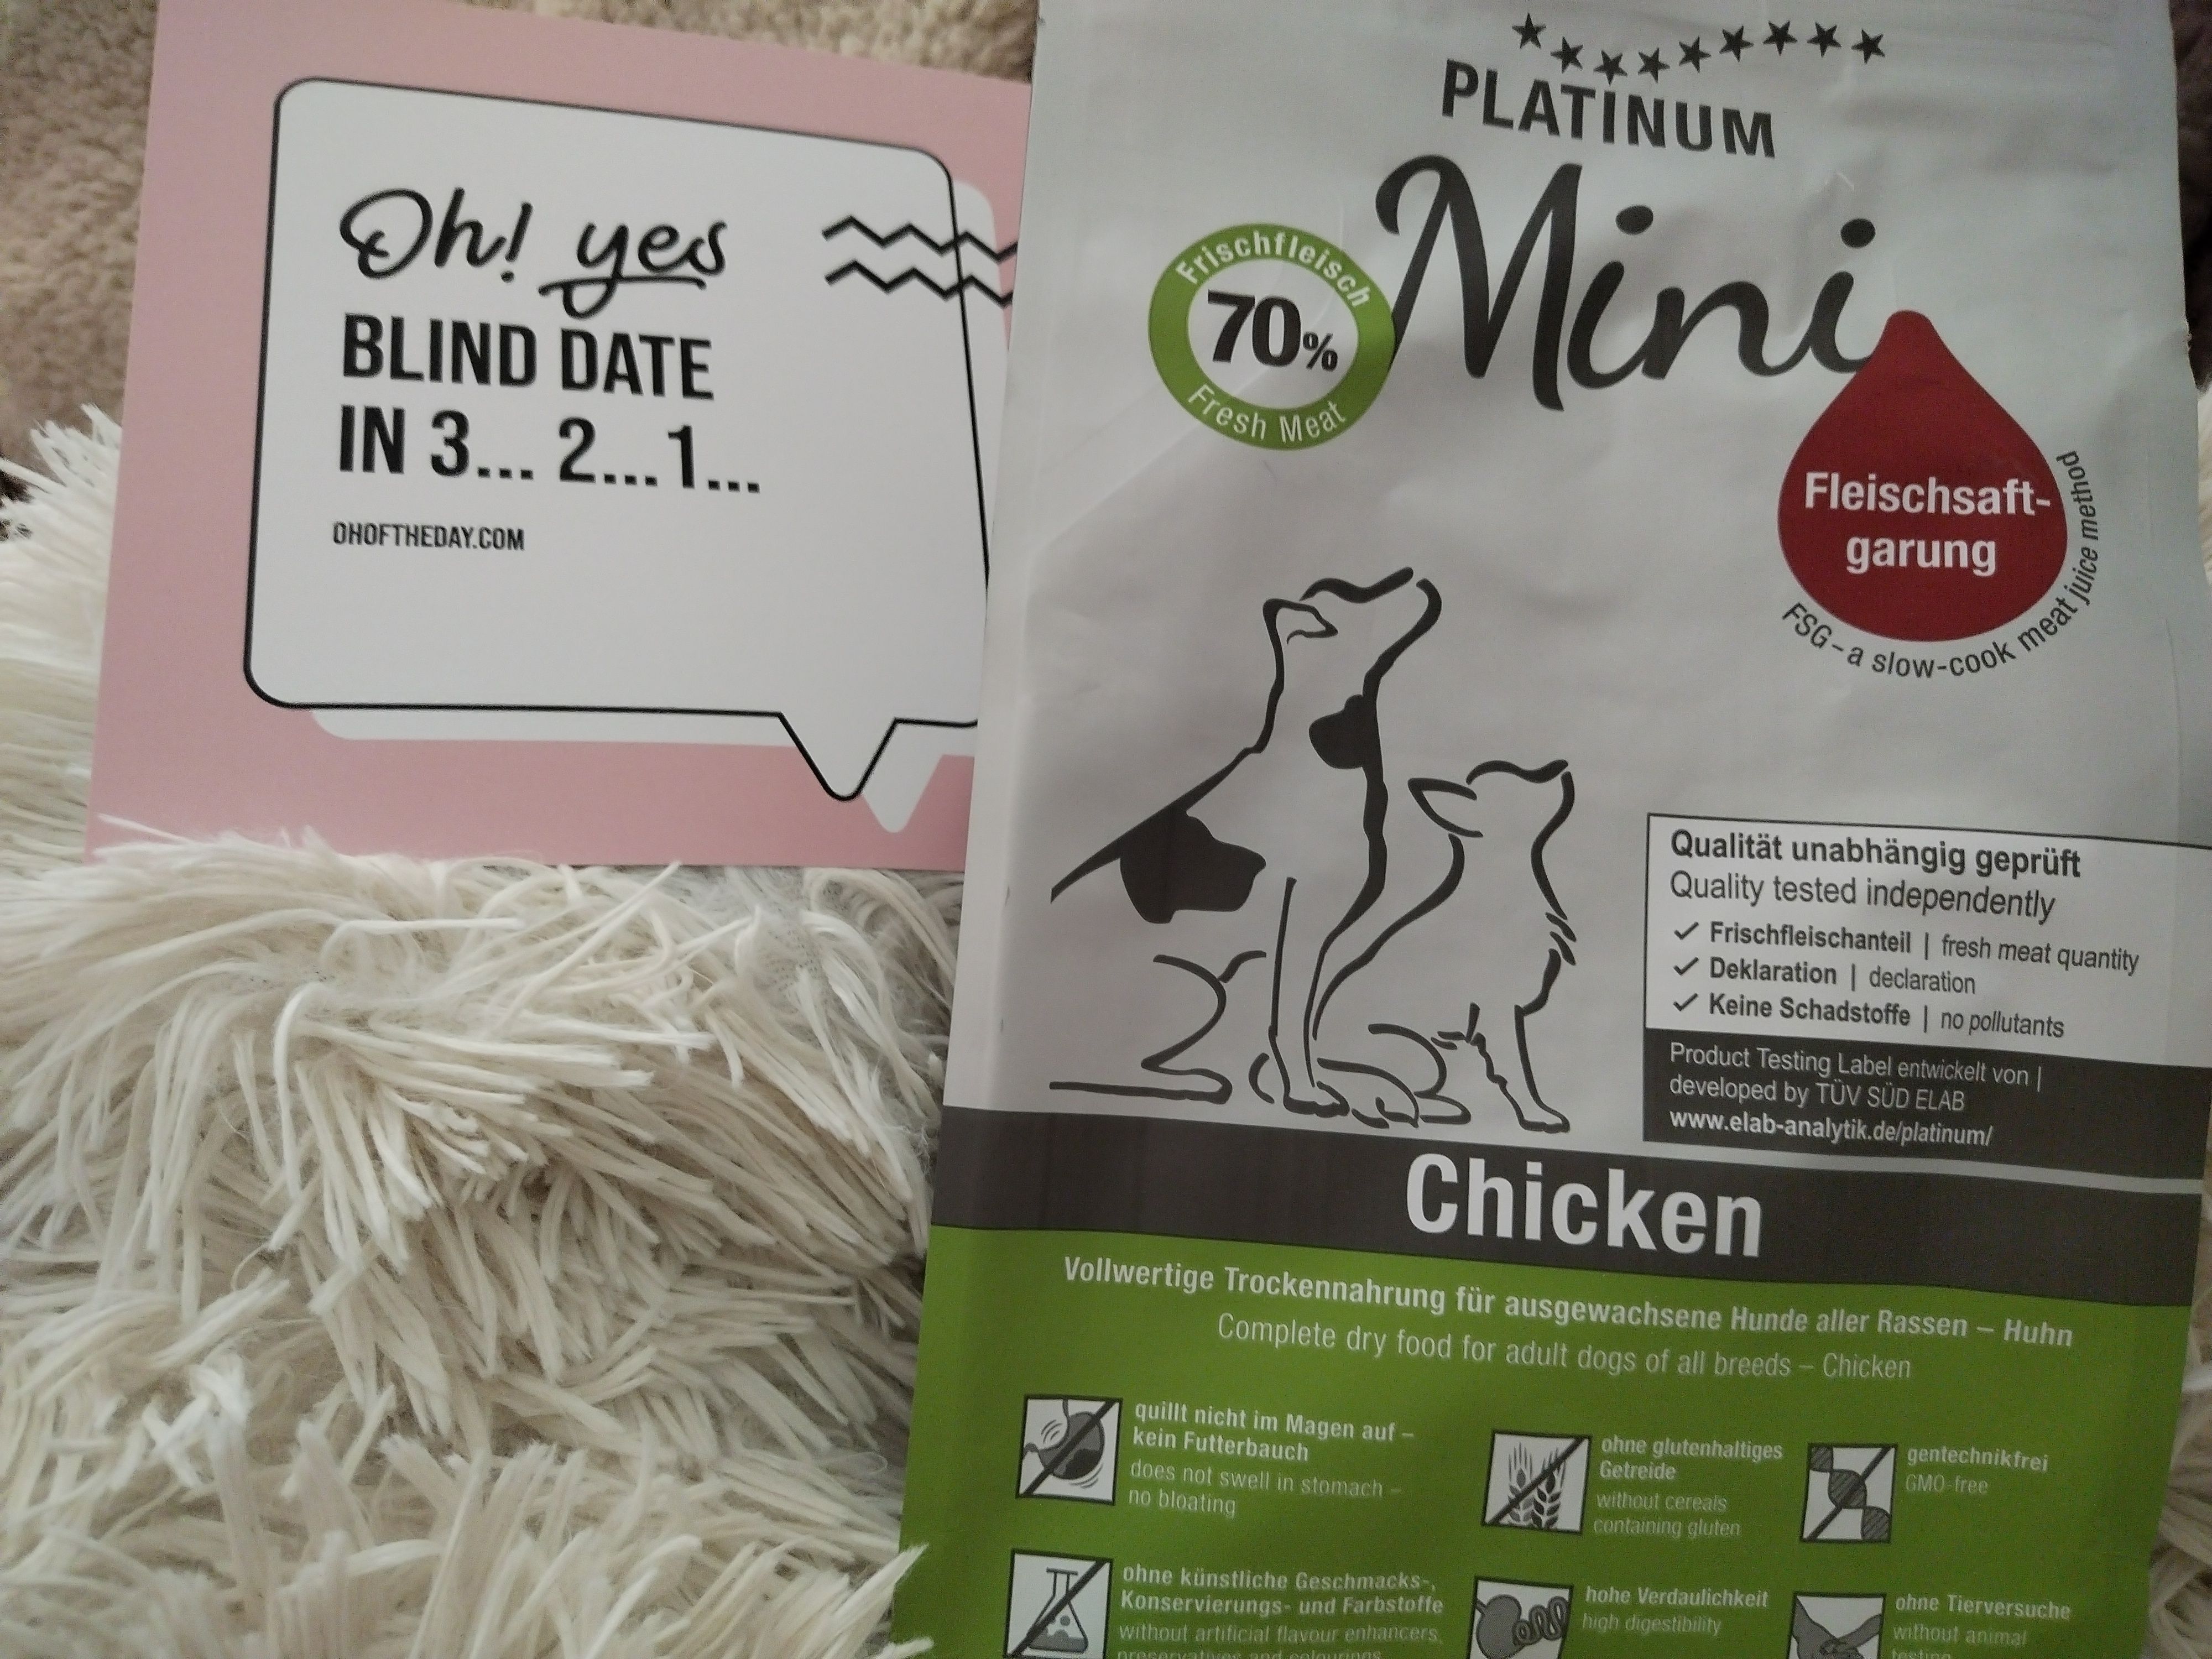 Oh! yes
BLIND DATE
IN 3... 2... 1...
OHOFTHEDAY.COM
PLATINUM
Mini
Frischfleisch
70%
Fresh Meat
Fleischsaft-
garung
FSG - a slow-cook meat juice method
Qualität unabhängig geprüft
Quality tested independently
Frischfleischanteil | fresh meat quantity
Deklaration | declaration
Keine Schadstoffe | no pollutants
Product Testing Label entwickelt von |
developed by TÜV SÜD ELAB
www.elab-analytik.de/platinum/
Chicken
Vollwertige Trockennahrung für ausgewachsene Hunde aller Rassen – Huhn
Complete dry food for adult dogs of all breeds – Chicken
quillt nicht im Magen auf –
kein Futterbauch
does not swell in stomach –
no bloating
ohne glutenhaltiges
Getreide
without cereals
containing gluten
gentechnikfrei
GMO-free
ohne künstliche Geschmacks-,
Konservierungs- und Farbstoffe
without artificial flavour enhancers,
preservatives and colourings
hohe Verdaulichkeit
high digestibility
ohne Tierversuche
without animal
testing